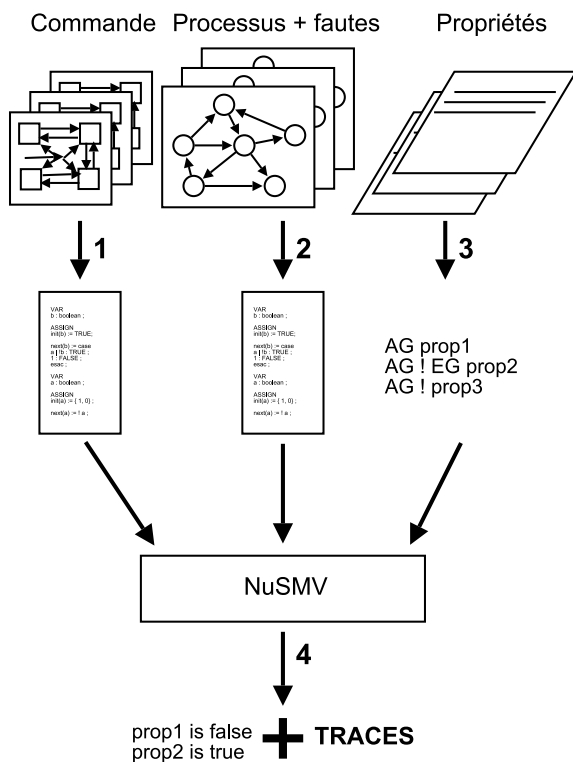 Commande
Processus + fautes
Propriétés
1
2
3
VAR
b : boolean ;
ASSIGN
init(b) := TRUE;
next(b) := case
a | !b : TRUE ;
1 : FALSE ;
esac ;
VAR
a : boolean ;
ASSIGN
init(a) := { 1, 0} ;
next(a) := ! a ;
VAR
b : boolean ;
ASSIGN
init(b) := TRUE;
next(b) := case
a | !b : TRUE ;
1 : FALSE ;
esac ;
VAR
a : boolean ;
ASSIGN
init(a) := { 1, 0} ;
next(a) := ! a ;
AG prop1
AG ! EG prop2
AG ! prop3
NuSMV
4
prop1 is false
prop2 is true
+ TRACES